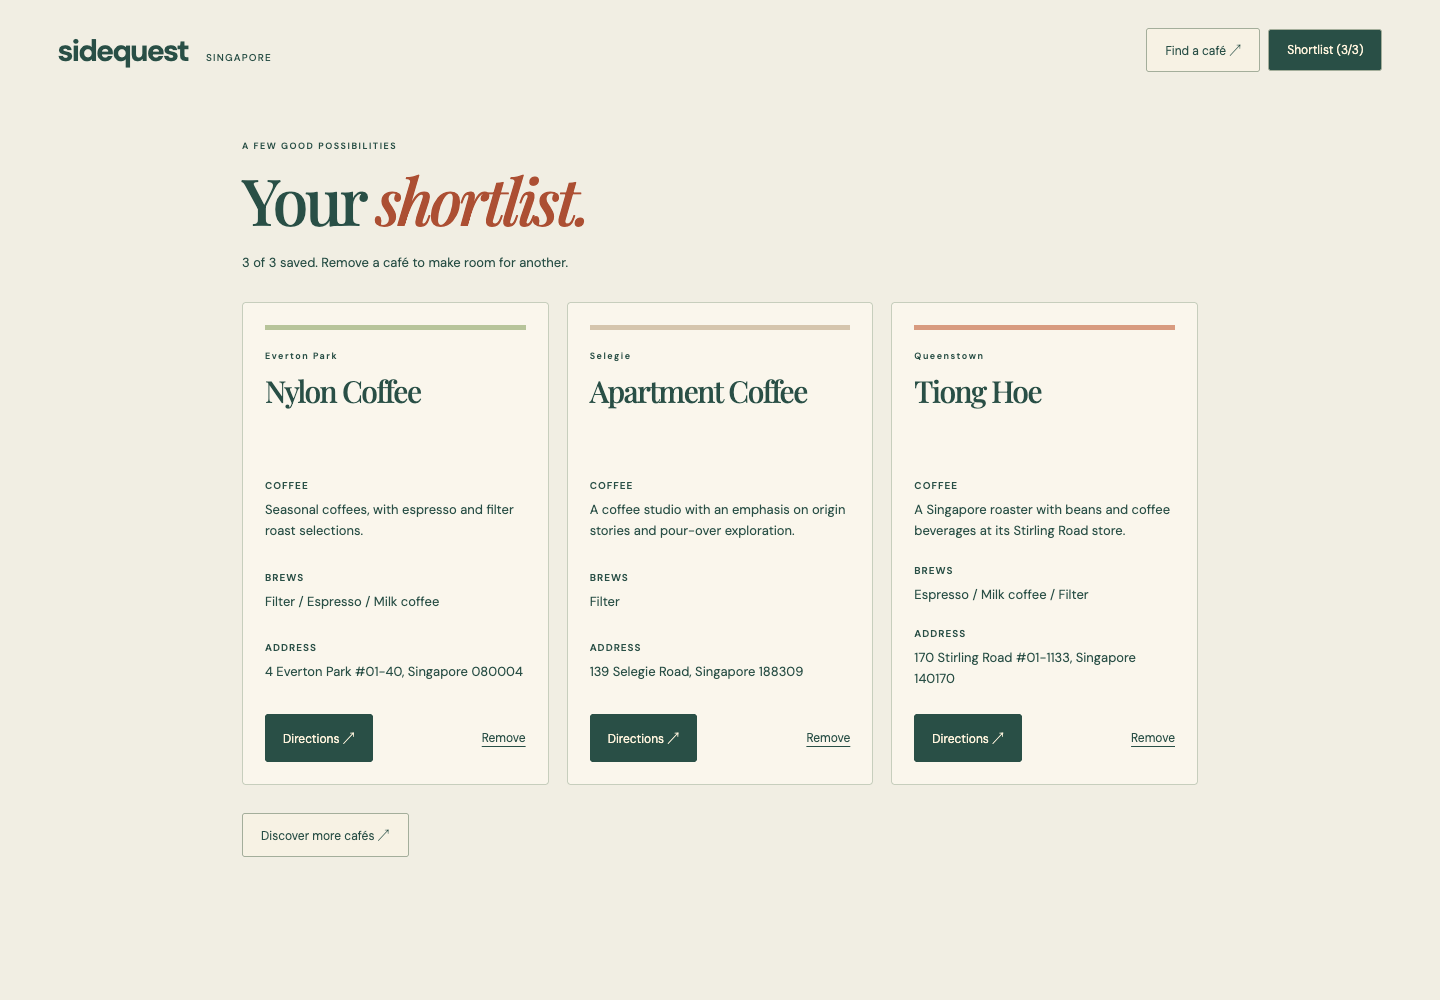 sidequest SINGAPORE
Find a café ↗
Shortlist (3/3)
A FEW GOOD POSSIBILITIES
Your shortlist.
3 of 3 saved. Remove a café to make room for another.
Everton Park
Nylon Coffee
COFFEE
Seasonal coffees, with espresso and filter
roast selections.
BREWS
Filter / Espresso / Milk coffee
ADDRESS
4 Everton Park #01-40, Singapore 080004
Directions ↗
Remove
Selegie
Apartment Coffee
COFFEE
A coffee studio with an emphasis on origin
stories and pour-over exploration.
BREWS
Filter
ADDRESS
139 Selegie Road, Singapore 188309
Directions ↗
Remove
Queenstown
Tiong Hoe
COFFEE
A Singapore roaster with beans and coffee
beverages at its Stirling Road store.
BREWS
Espresso / Milk coffee / Filter
ADDRESS
170 Stirling Road #01-1133, Singapore
140170
Directions ↗
Remove
Discover more cafés ↗